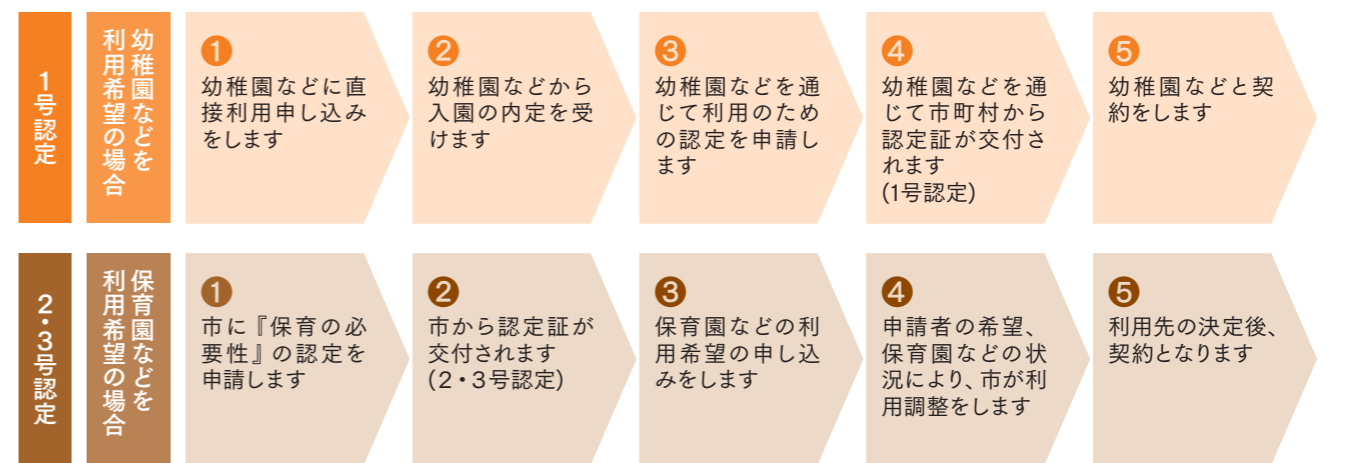 1号認定
幼稚園などを
利用希望の場合
❶
幼稚園などに直
接利用申し込み
をします
❷
幼稚園などから
入園の内定を受
けます
❸
幼稚園などを通
じて利用のため
の認定を申請し
ます
❹
幼稚園などを通
じて市町村から
認定証が交付さ
れます
(1号認定)
❺
幼稚園などと契
約をします
2・3号認定
保育園などを
利用希望の場合
❶
市に『保育の必
要性』の認定を
申請します
❷
市から認定証が
交付されます
(2・3号認定)
❸
保育園などの利
用希望の申し込
みをします
❹
申請者の希望、
保育園などの状
況により、市が利
用調整をします
❺
利用先の決定後、
契約となります